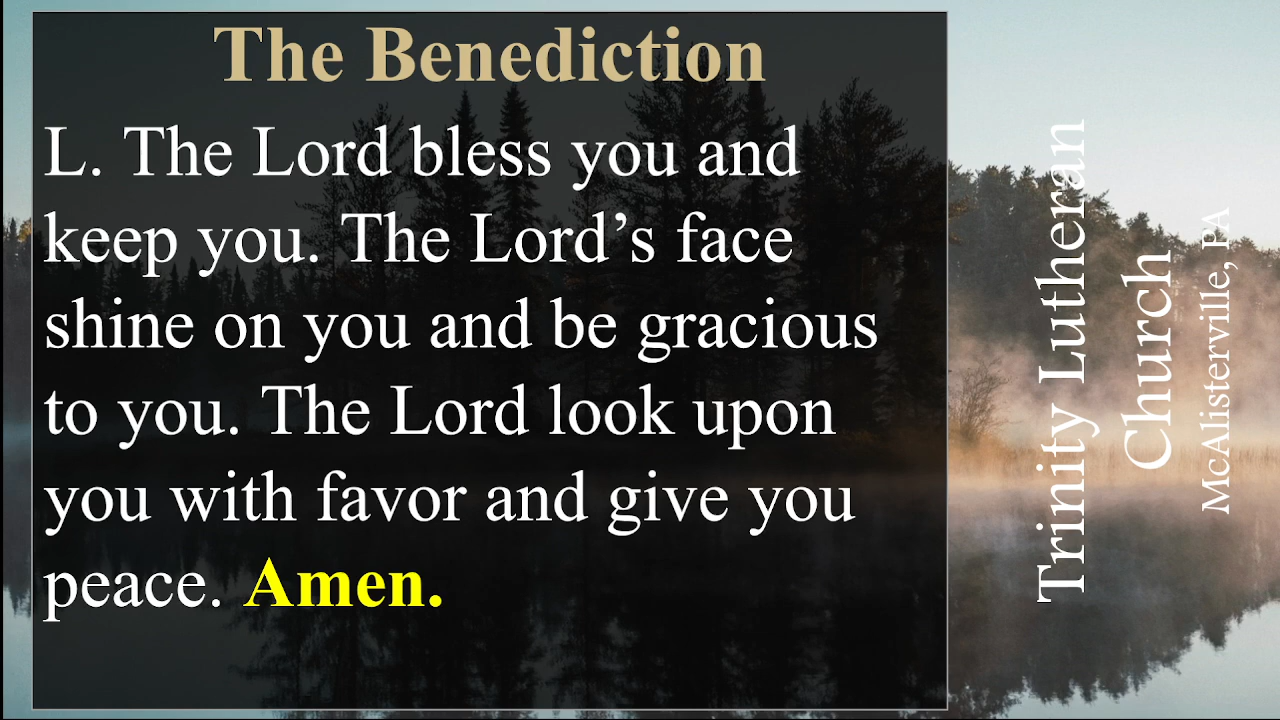 The Benediction
L. The Lord bless you and
keep you. The Lord’s face
shine on you and be gracious
to you. The Lord look upon
you with favor and give you
peace. Amen.
Trinity Lutheran
Church
McAlisterville, PA